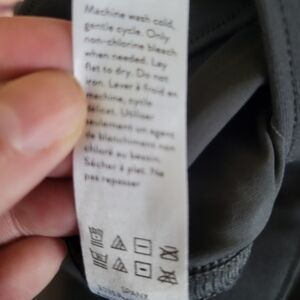 Machine wash cold,
gentle cycle. Only
non-chlorine bleach
when needed. Lay
flat to dry. Do not
iron. Lever à froid en
machine, cycle
délicat. Utiliser
seulement un agent
de blanchiment non
chloré au besoin.
Sécher à plat. Ne
pas repasser
SPANX